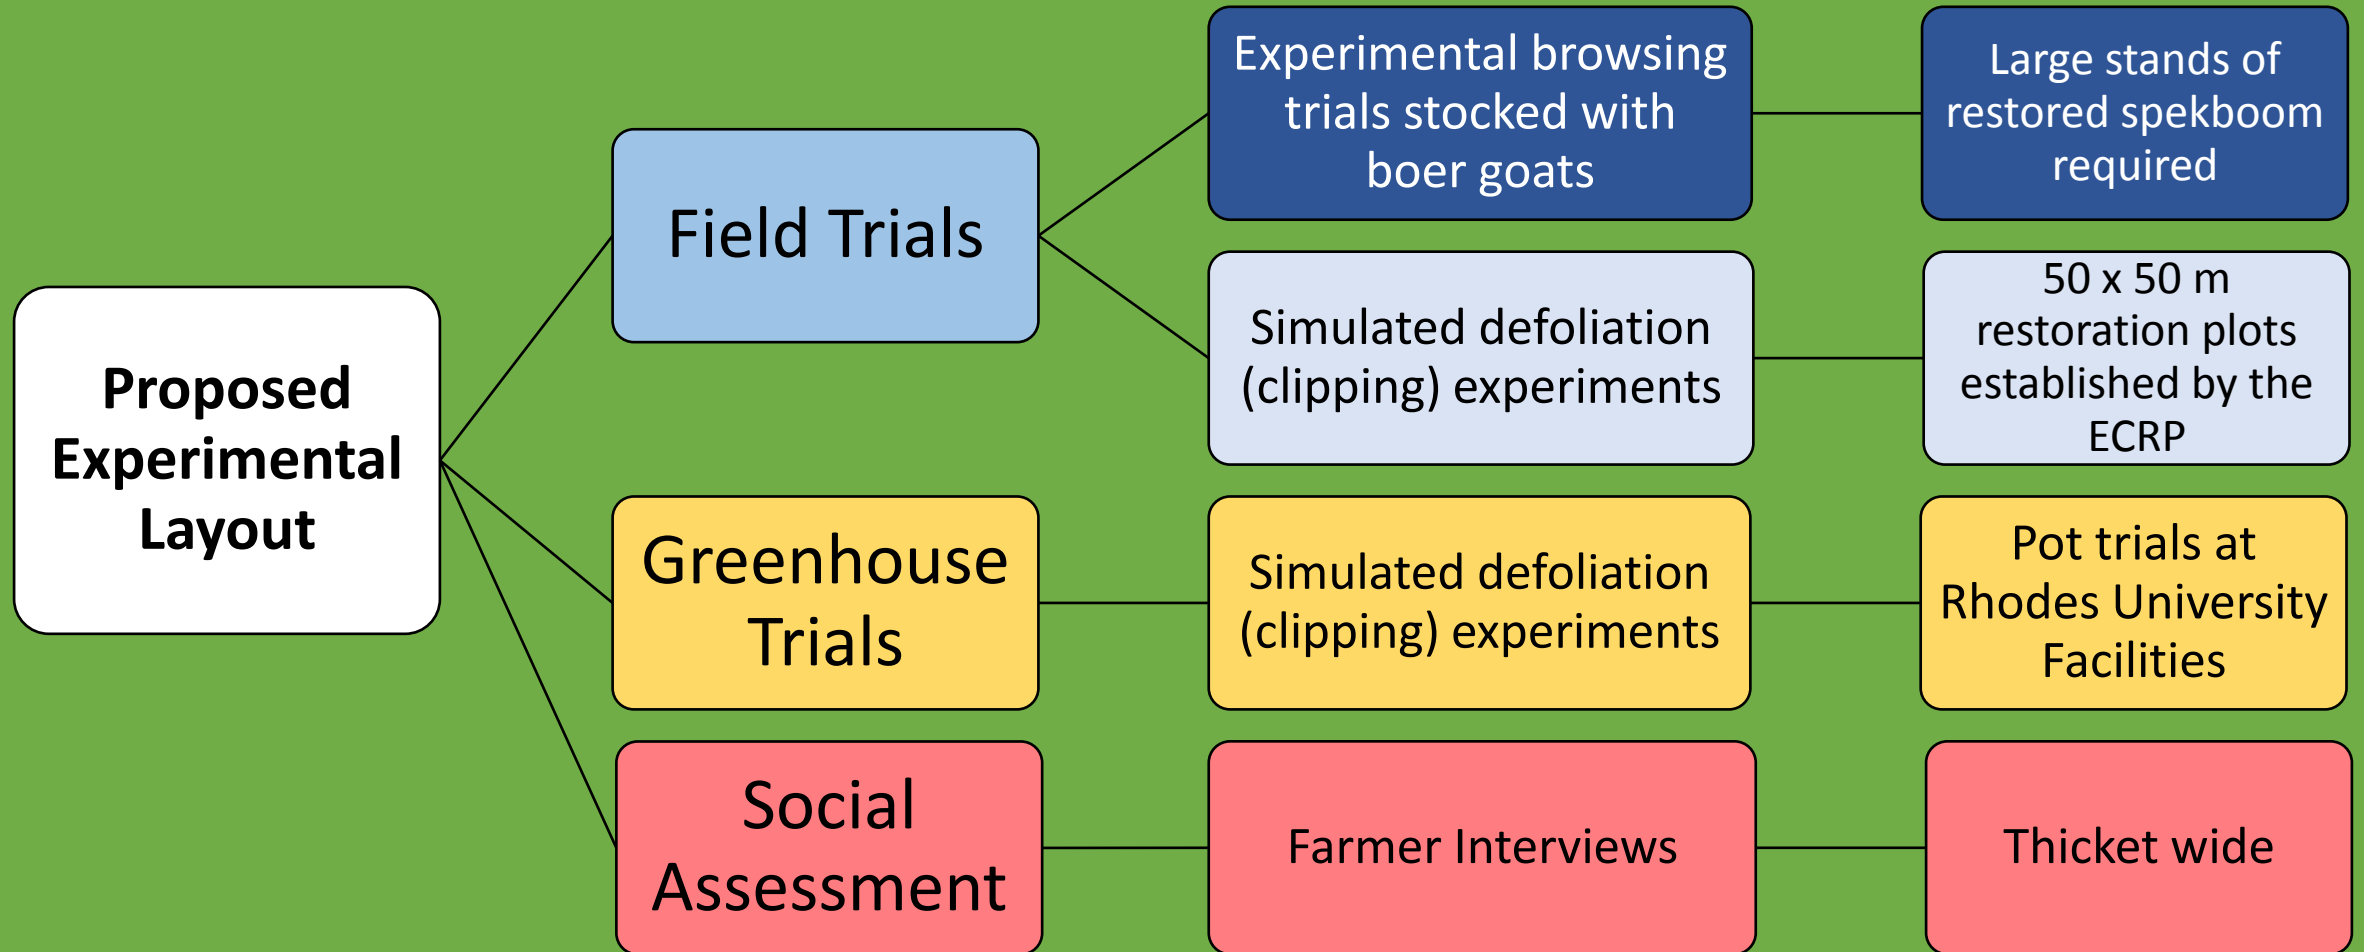 Proposed
Experimental
Layout
Field Trials
Experimental browsing
trials stocked with
boer goats
Large stands of
restored spekboom
required
Simulated defoliation
(clipping) experiments
50 x 50 m
restoration plots
established by the
ECRP
Greenhouse
Trials
Simulated defoliation
(clipping) experiments
Pot trials at
Rhodes University
Facilities
Social
Assessment
Farmer Interviews
Thicket wide